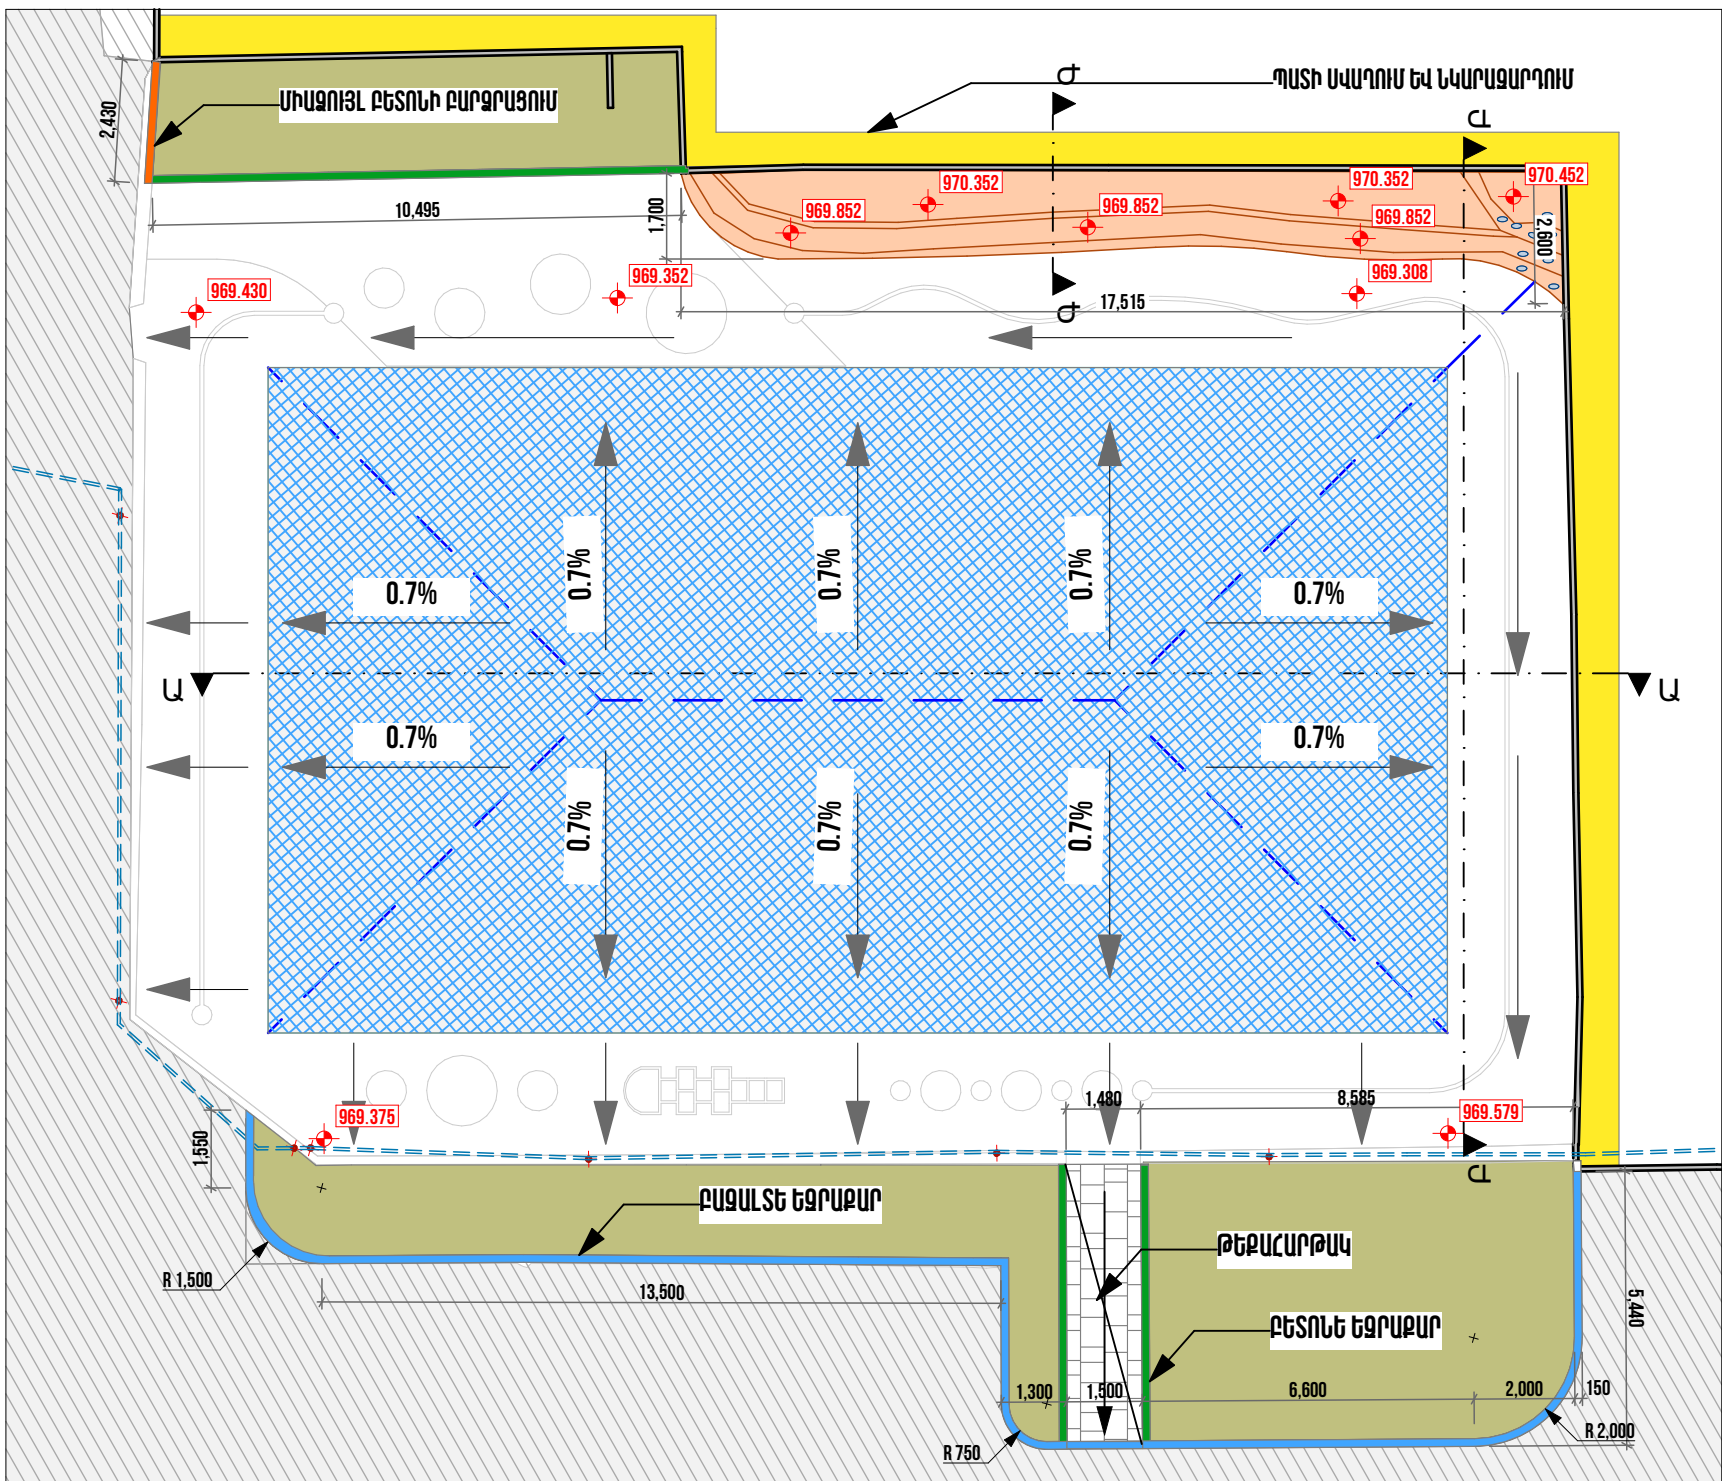 Ժ
ՊԱՏԻ ՍՎԱՂՈՒՄ ԵՎ ՆԿԱՐԱԶԱՐԴՈՒՄ
ՄԻԱՁՈՒՅԼ ԲԵՏՈՆԻ ԲԱՐՁՐԱՑՈՒՄ
2,430
Բ
970.352
970.352
970.452
10,495
1,700
969.852
969.852
969.852
2,600
969.430
969.352
969.308
17,515
Ժ
0.7%
0.7%
0.7%
0.7%
0.7%
Ա
Ա
0.7%
0.7%
0.7%
0.7%
0.7%
969.375
1,480
8,585
969.579
1,550
Բ
ԲԱԶԱԼՏԵ ԵԶՐԱՔԱՐ
ԹԵՔԱՀԱՐԹԱԿ
R 1,500
13,500
ԲԵՏՈՆԵ ԵԶՐԱՔԱՐ
5,440
1,300
1,500
6,600
2,000
150
R 750
R 2,000